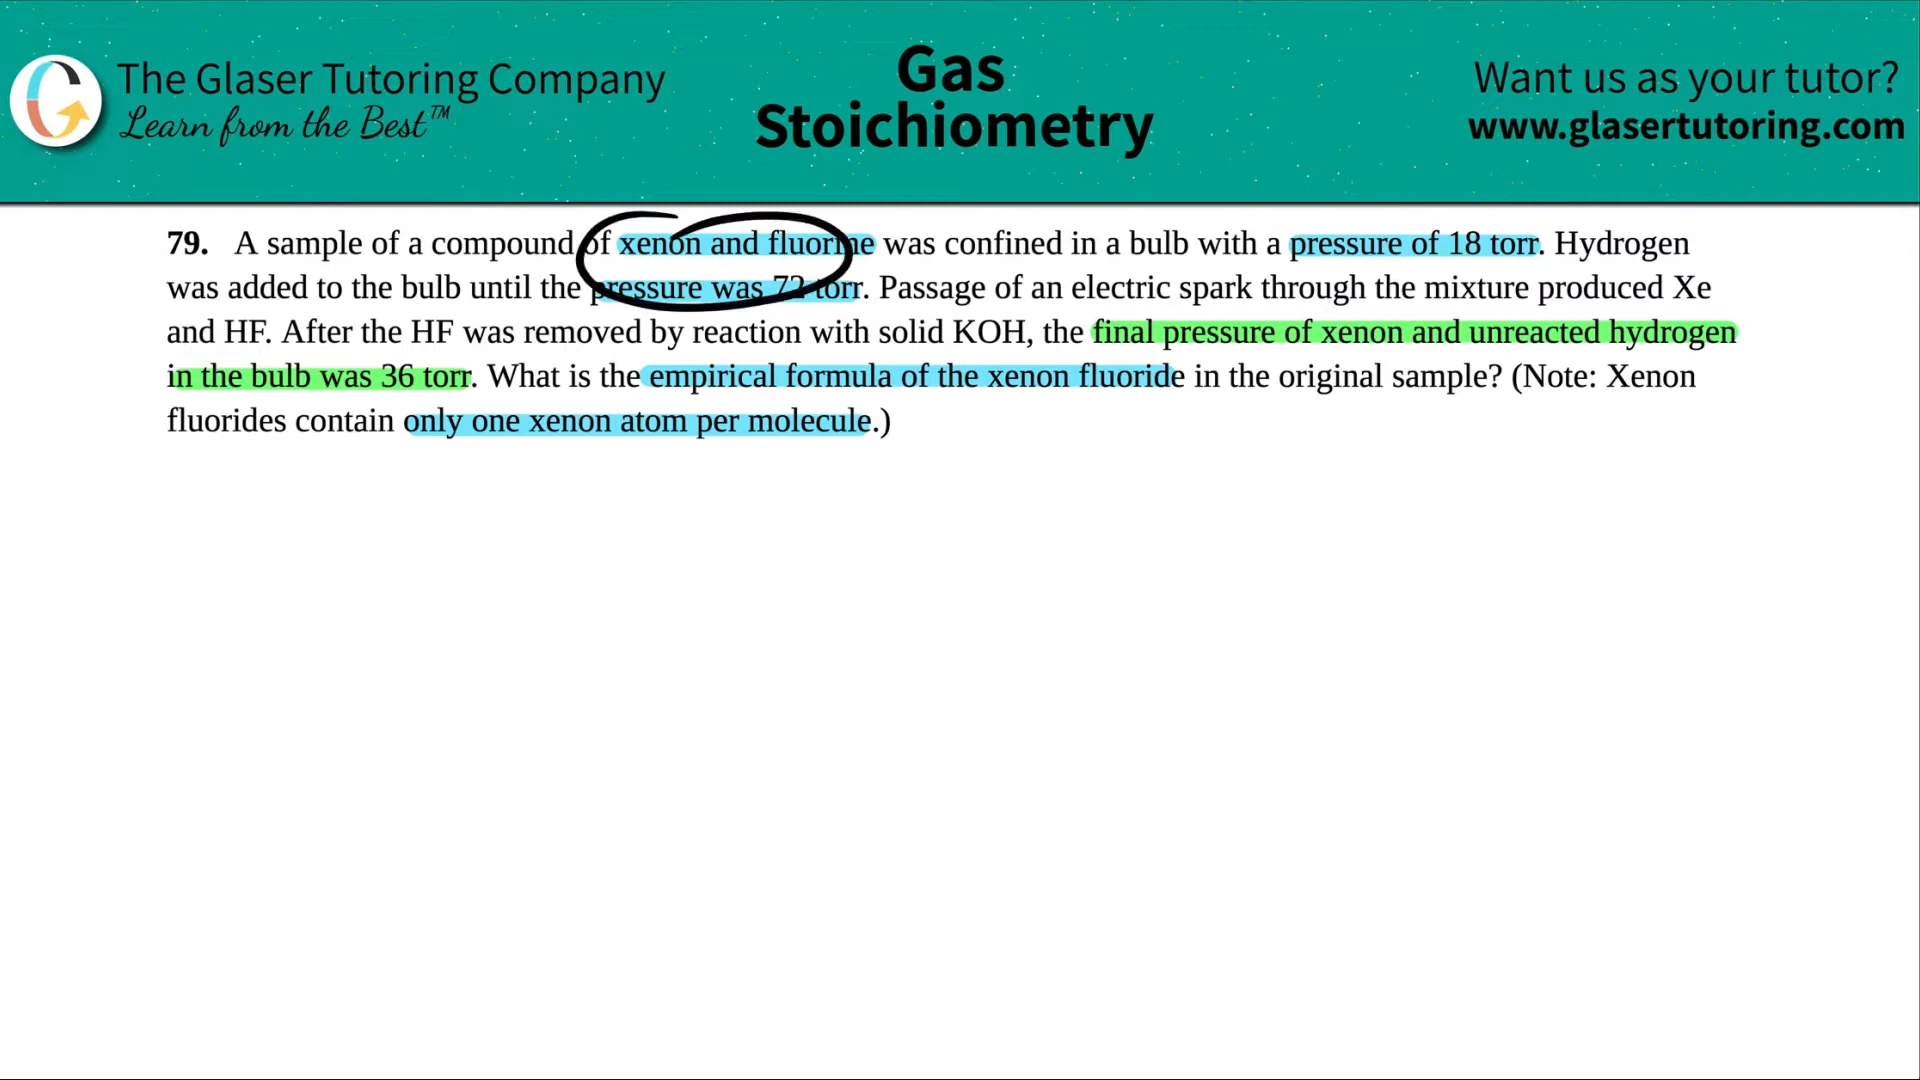 The Glaser Tutoring Company
Learn from the Best™
Gas
Stoichiometry
Want us as your tutor?
www.glasertutoring.com
79. A sample of a compound of xenon and fluorine was confined in a bulb with a pressure of 18 torr. Hydrogen
was added to the bulb until the pressure was 72 torr. Passage of an electric spark through the mixture produced Xe
and HF. After the HF was removed by reaction with solid KOH, the final pressure of xenon and unreacted hydrogen
in the bulb was 36 torr. What is the empirical formula of the xenon fluoride in the original sample? (Note: Xenon
fluorides contain only one xenon atom per molecule.)